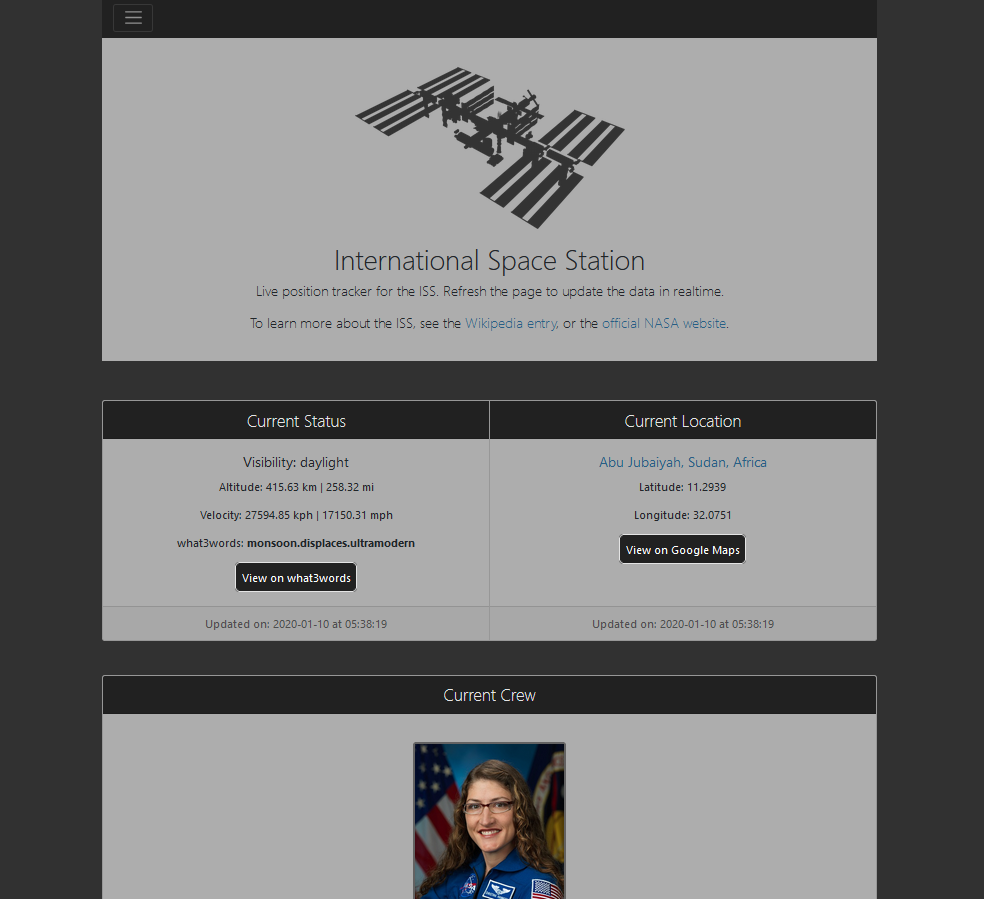 International Space Station
Live position tracker for the ISS. Refresh the page to update the data in realtime.
To learn more about the ISS, see the Wikipedia entry, or the official NASA website.
Current Status
Visibility: daylight
Altitude: 415.63 km | 258.32 mi
Velocity: 27594.85 kph | 17150.31 mph
what3words: monsoon.displaces.ultramodern
View on what3words
Updated on: 2020-01-10 at 05:38:19
Current Location
Abu Jubaiyah, Sudan, Africa
Latitude: 11.2939
Longitude: 32.0751
View on Google Maps
Updated on: 2020-01-10 at 05:38:19
Current Crew